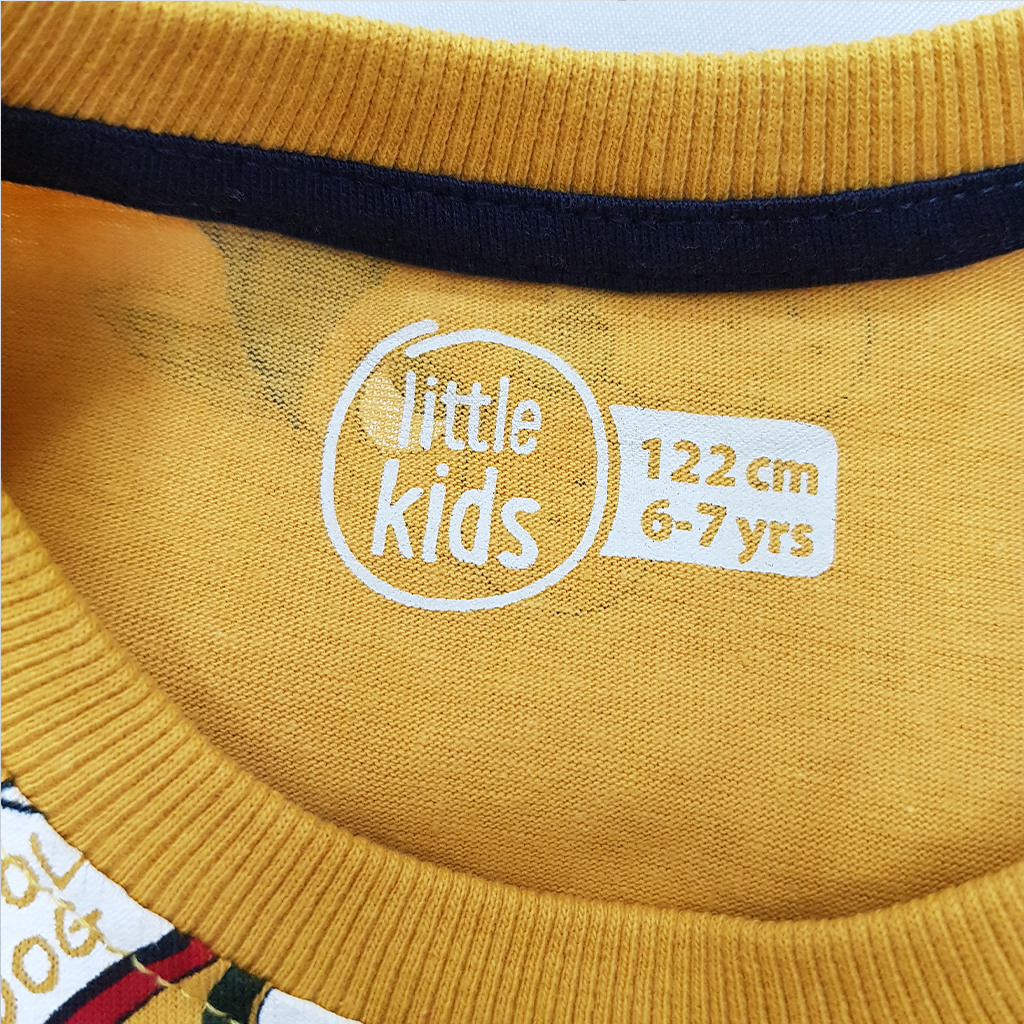 little
kids
122 cm
6-7 yrs